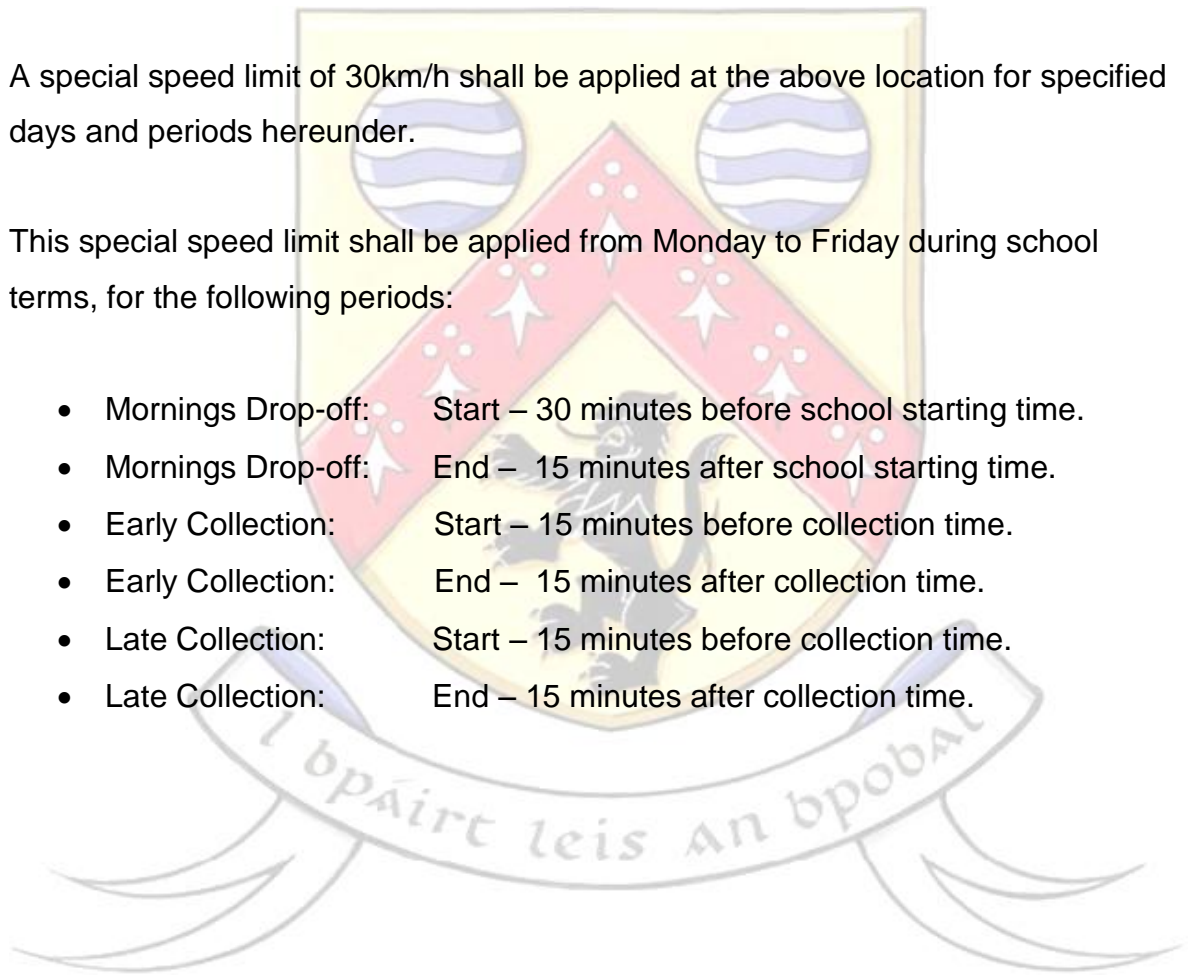 A special speed limit of 30km/h shall be applied at the above location for specified
days and periods hereunder.
This special speed limit shall be applied from Monday to Friday during school
terms, for the following periods:
• Mornings Drop-off: Start – 30 minutes before school starting time.
• Mornings Drop-off: End – 15 minutes after school starting time.
• Early Collection: Start – 15 minutes before collection time.
• Early Collection: End – 15 minutes after collection time.
• Late Collection: Start – 15 minutes before collection time.
• Late Collection: End – 15 minutes after collection time.
i bpáirt leis an bpobal